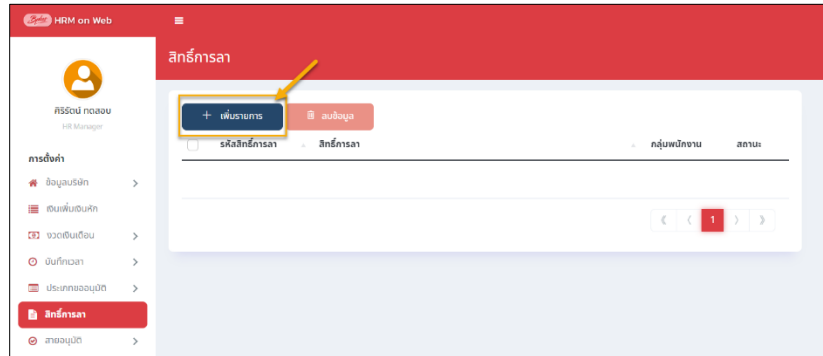 HRM on Web
สิทธิ์การลา
ศิริรัตน์ ทดสอบ
HR Manager
เพิ่มรายการ
ลบข้อมูล
รหัสสิทธิ์การลา
สิทธิ์การลา
กลุ่มพนักงาน
สถานะ
การตั้งค่า
ข้อมูลบริษัท
เงินเพิ่มเงินหัก
งวดเงินเดือน
บันทึกเวลา
ประเภทขออนุมัติ
สิทธิ์การลา
สายอนุมัติ
1